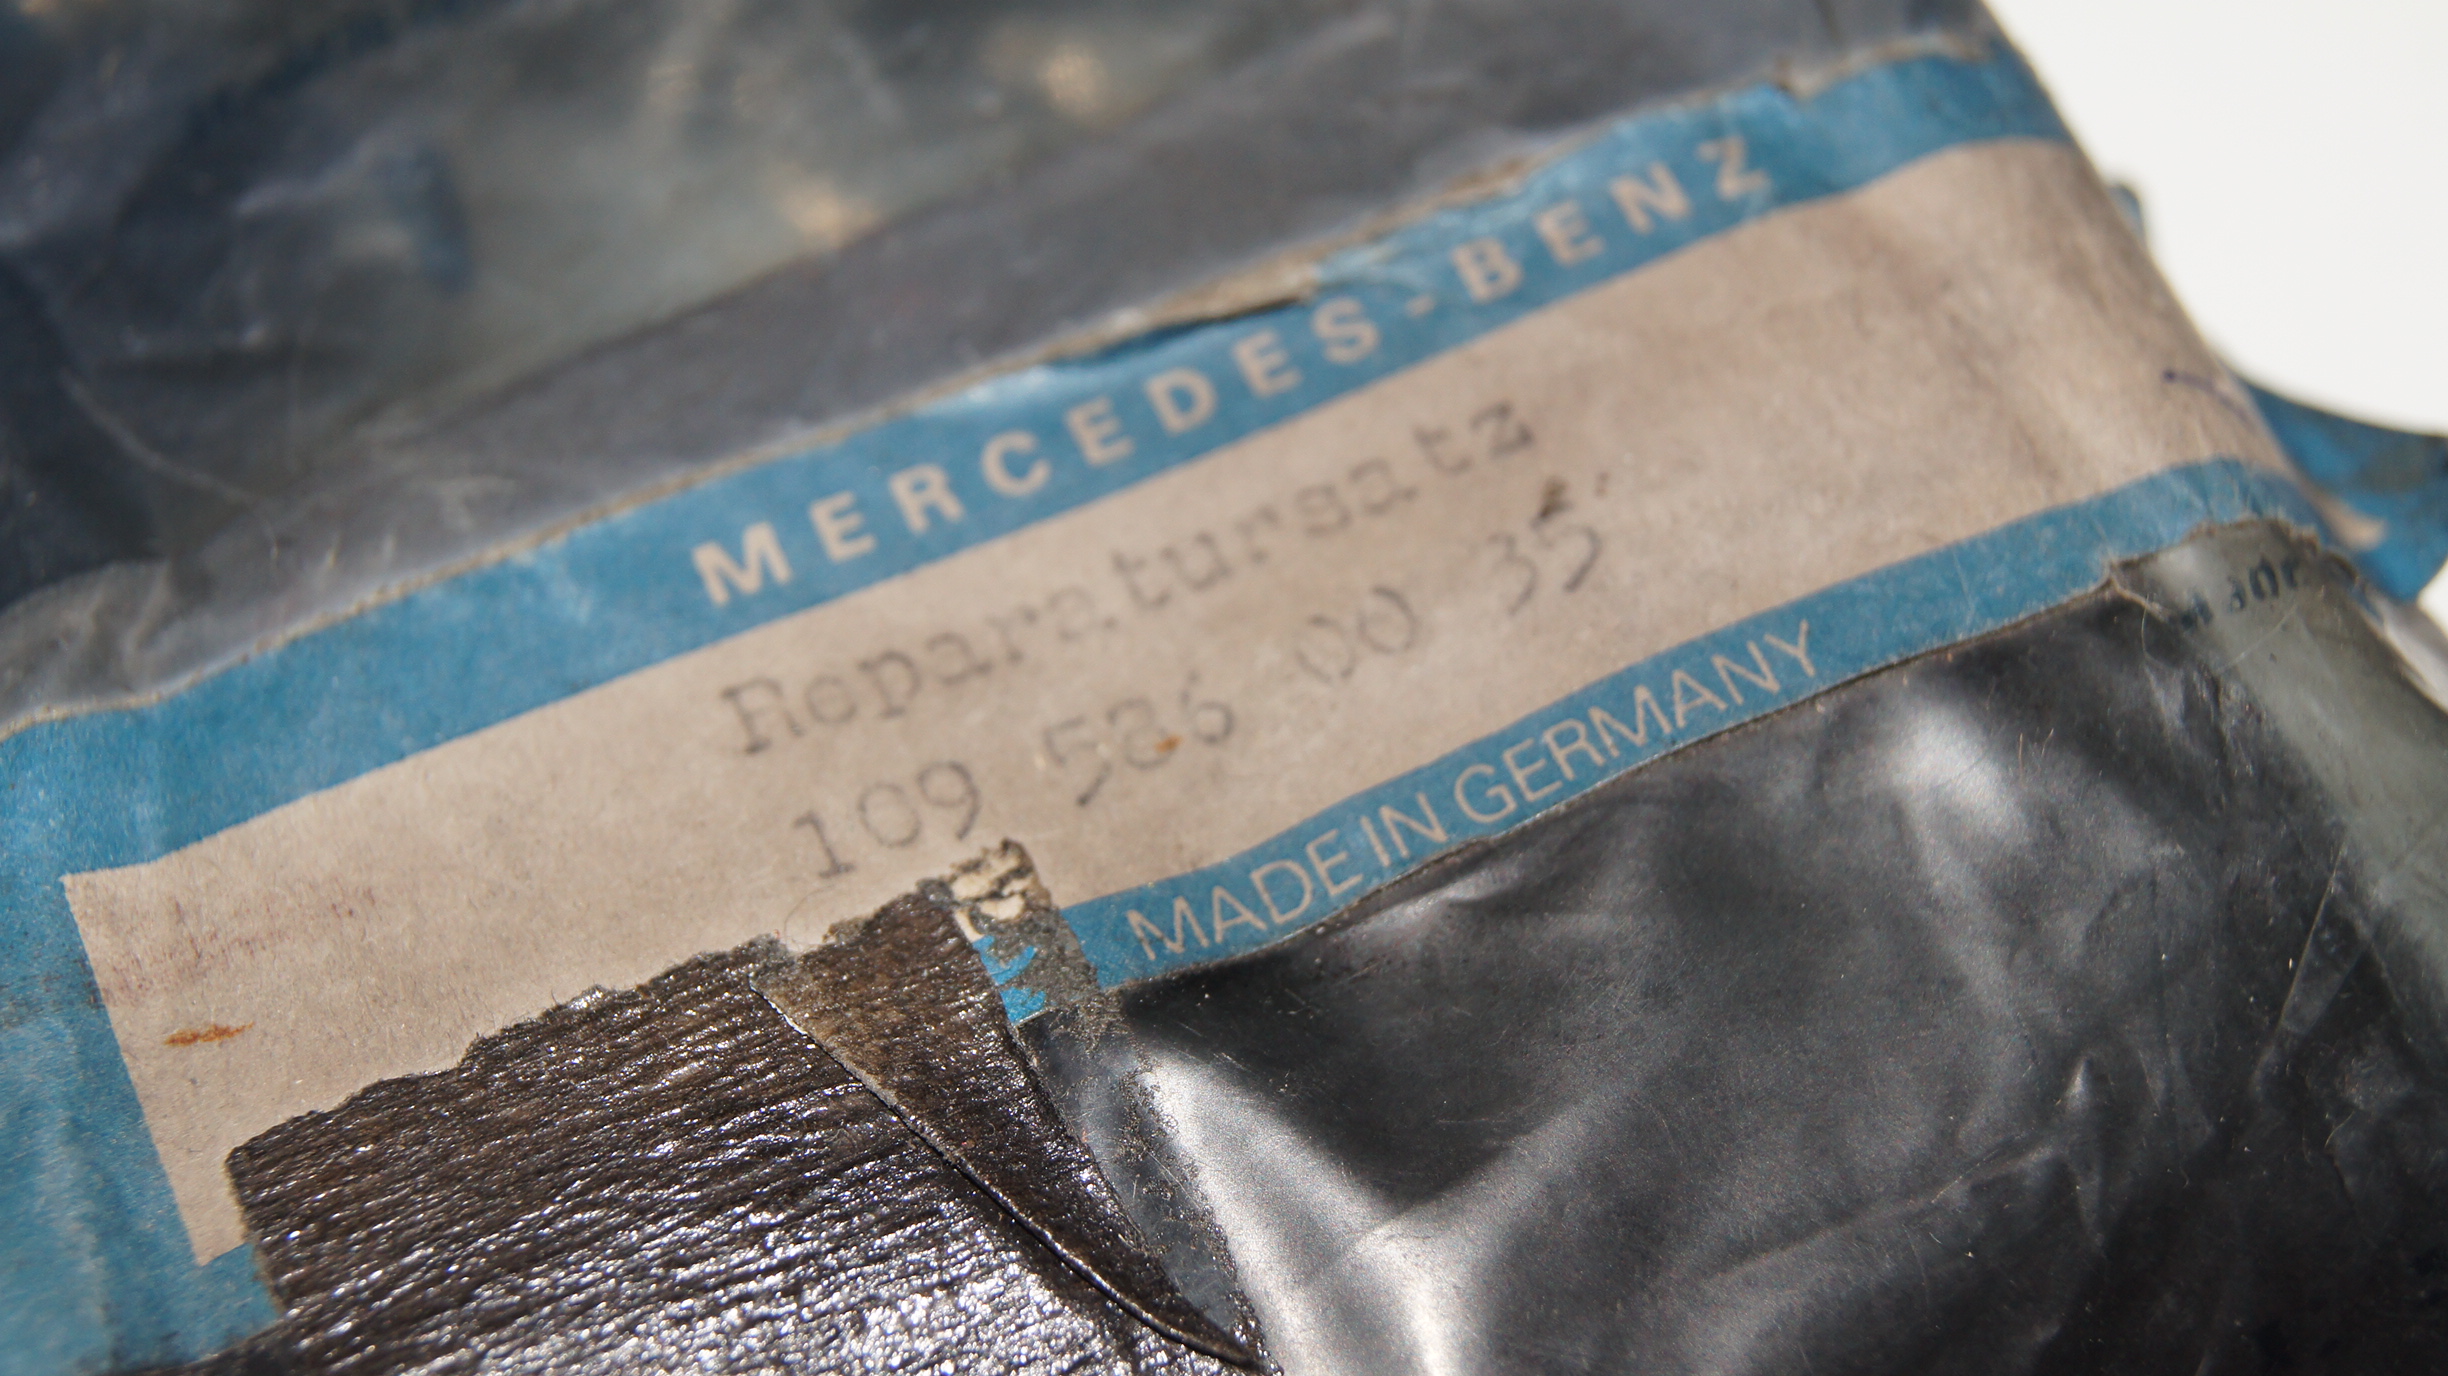 MERCEDES-BENZ
Reparatursatz
109 586 00 35
MADE IN GERMANY